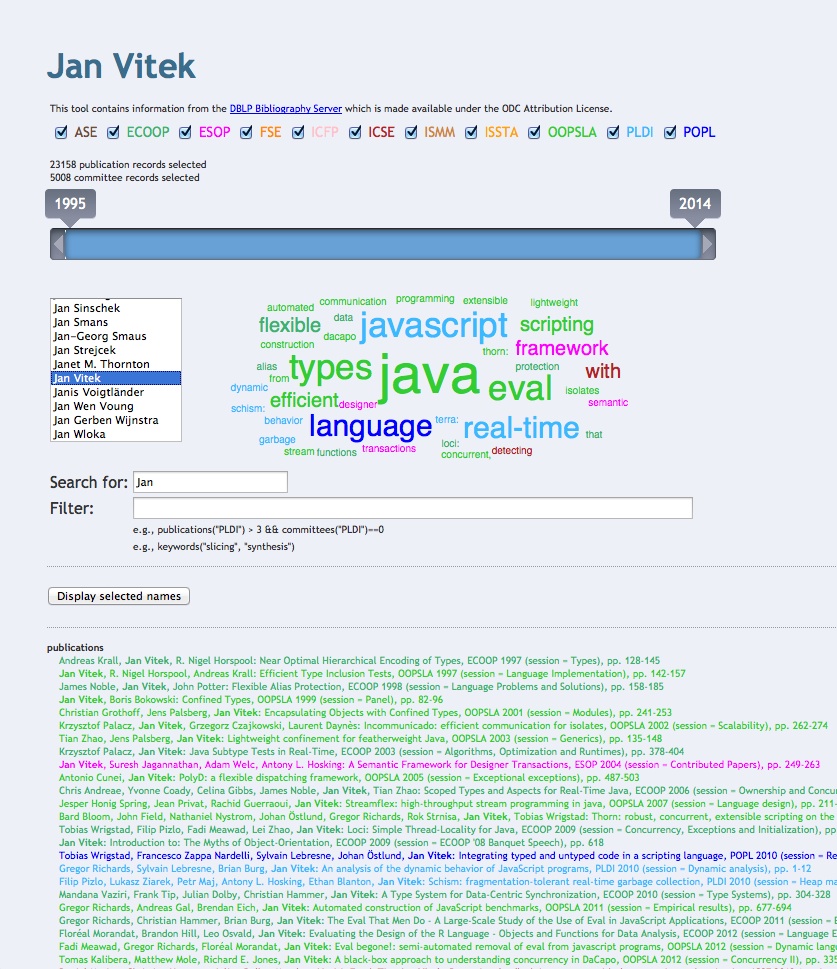 Jan Vitek
This tool contains information from the DBLP Bibliography Server which is made available under the ODC Attribution License.
ASE ECOOP ESOP FSE ICFP ICSE ISMM ISSTA OOPSLA PLDI POPL
23158 publication records selected
5008 committee records selected
1995 2014
Jan Sinschek
Jan Smans
Jan-Georg Smaus
Jan Strejcek
Janet M. Thornton
Jan Vitek
Janis Voigtländer
Jan Wen Voung
Jan Gerben Wijnstra
Jan Wloka
automated communication programming extensible lightweight
flexible data javascript scripting
construction dacapo thorn: framework
alias types java protection with
from eval isolates
dynamic efficient designer semantic
schism: behavior language terra: real-time that
garbage loci:
stream functions transactions concurrent, detecting
Search for: Jan
Filter:
e.g., publications("PLDI") > 3 && committees("PLDI")==0
e.g., keywords("slicing", "synthesis")
Display selected names
publications
Andreas Krall, Jan Vitek, R. Nigel Horspool: Near Optimal Hierarchical Encoding of Types, ECOOP 1997 (session = Types), pp. 128-145
Jan Vitek, R. Nigel Horspool, Andreas Krall: Efficient Type Inclusion Tests, OOPSLA 1997 (session = Language Implementation), pp. 142-157
James Noble, Jan Vitek, John Potter: Flexible Alias Protection, ECOOP 1998 (session = Language Problems and Solutions), pp. 158-185
Jan Vitek, Boris Bokowski: Confined Types, OOPSLA 1999 (session = Panel), pp. 82-96
Christian Grothoff, Jens Palsberg, Jan Vitek: Encapsulating Objects with Confined Types, OOPSLA 2001 (session = Modules), pp. 241-253
Krzysztof Palacz, Jan Vitek, Grzegorz Czajkowski, Laurent Daynès: Incommunicado: efficient communication for isolates, OOPSLA 2002 (session = Scalability), pp. 262-274
Tian Zhao, Jens Palsberg, Jan Vitek: Lightweight confinement for featherweight Java, OOPSLA 2003 (session = Generics), pp. 135-148
Krzysztof Palacz, Jan Vitek: Java Subtype Tests in Real-Time, ECOOP 2003 (session = Algorithms, Optimization and Runtimes), pp. 378-404
Jan Vitek, Suresh Jagannathan, Adam Welc, Antony L. Hosking: A Semantic Framework for Designer Transactions, ESOP 2004 (session = Contributed Papers), pp. 249-263
Antonio Cunei, Jan Vitek: PolyD: a flexible dispatching framework, OOPSLA 2005 (session = Exceptional exceptions), pp. 487-503
Chris Andreae, Yvonne Coady, Celina Gibbs, James Noble, Jan Vitek, Tian Zhao: Scoped Types and Aspects for Real-Time Java, ECOOP 2006 (session = Ownership and Concu
Jesper Honig Spring, Jean Privat, Rachid Guerraoui, Jan Vitek: Streamflex: high-throughput stream programming in java, OOPSLA 2007 (session = Language design), pp. 211-
Bard Bloom, John Field, Nathaniel Nystrom, Johan Östlund, Gregor Richards, Rok Strnisa, Jan Vitek, Tobias Wrigstad: Thorn: robust, concurrent, extensible scripting on the
Tobias Wrigstad, Filip Pizlo, Fadi Meawad, Lei Zhao, Jan Vitek: Loci: Simple Thread-Locality for Java, ECOOP 2009 (session = Concurrency, Exceptions and Initialization), pp
Jan Vitek: Introduction to: The Myths of Object-Orientation, ECOOP 2009 (session = ECOOP '08 Banquet Speech), pp. 618
Tobias Wrigstad, Francesco Zappa Nardelli, Sylvain Lebresne, Johan Östlund, Jan Vitek: Integrating typed and untyped code in a scripting language, POPL 2010 (session = Re
Gregor Richards, Sylvain Lebresne, Brian Burg, Jan Vitek: An analysis of the dynamic behavior of JavaScript programs, PLDI 2010 (session = Dynamic analysis), pp. 1-12
Filip Pizlo, Lukasz Ziarek, Petr Maj, Antony L. Hosking, Ethan Blanton, Jan Vitek: Schism: fragmentation-tolerant real-time garbage collection, PLDI 2010 (session = Heap ma
Mandana Vaziri, Frank Tip, Julian Dolby, Christian Hammer, Jan Vitek: A Type System for Data-Centric Synchronization, ECOOP 2010 (session = Type Systems), pp. 304-328
Gregor Richards, Andreas Gal, Brendan Eich, Jan Vitek: Automated construction of JavaScript benchmarks, OOPSLA 2011 (session = Empirical results), pp. 677-694
Gregor Richards, Christian Hammer, Brian Burg, Jan Vitek: The Eval That Men Do - A Large-Scale Study of the Use of Eval in JavaScript Applications, ECOOP 2011 (session = E
Floréal Morandat, Brandon Hill, Leo Osvald, Jan Vitek: Evaluating the Design of the R Language - Objects and Functions for Data Analysis, ECOOP 2012 (session = Language E
Fadi Meawad, Gregor Richards, Floréal Morandat, Jan Vitek: Eval begone!: semi-automated removal of eval from javascript programs, OOPSLA 2012 (session = Dynamic lang
Tomas Kalibera, Matthew Mole, Richard E. Jones, Jan Vitek: A black-box approach to understanding concurrency in DaCapo, OOPSLA 2012 (session = Concurrency II), pp. 335